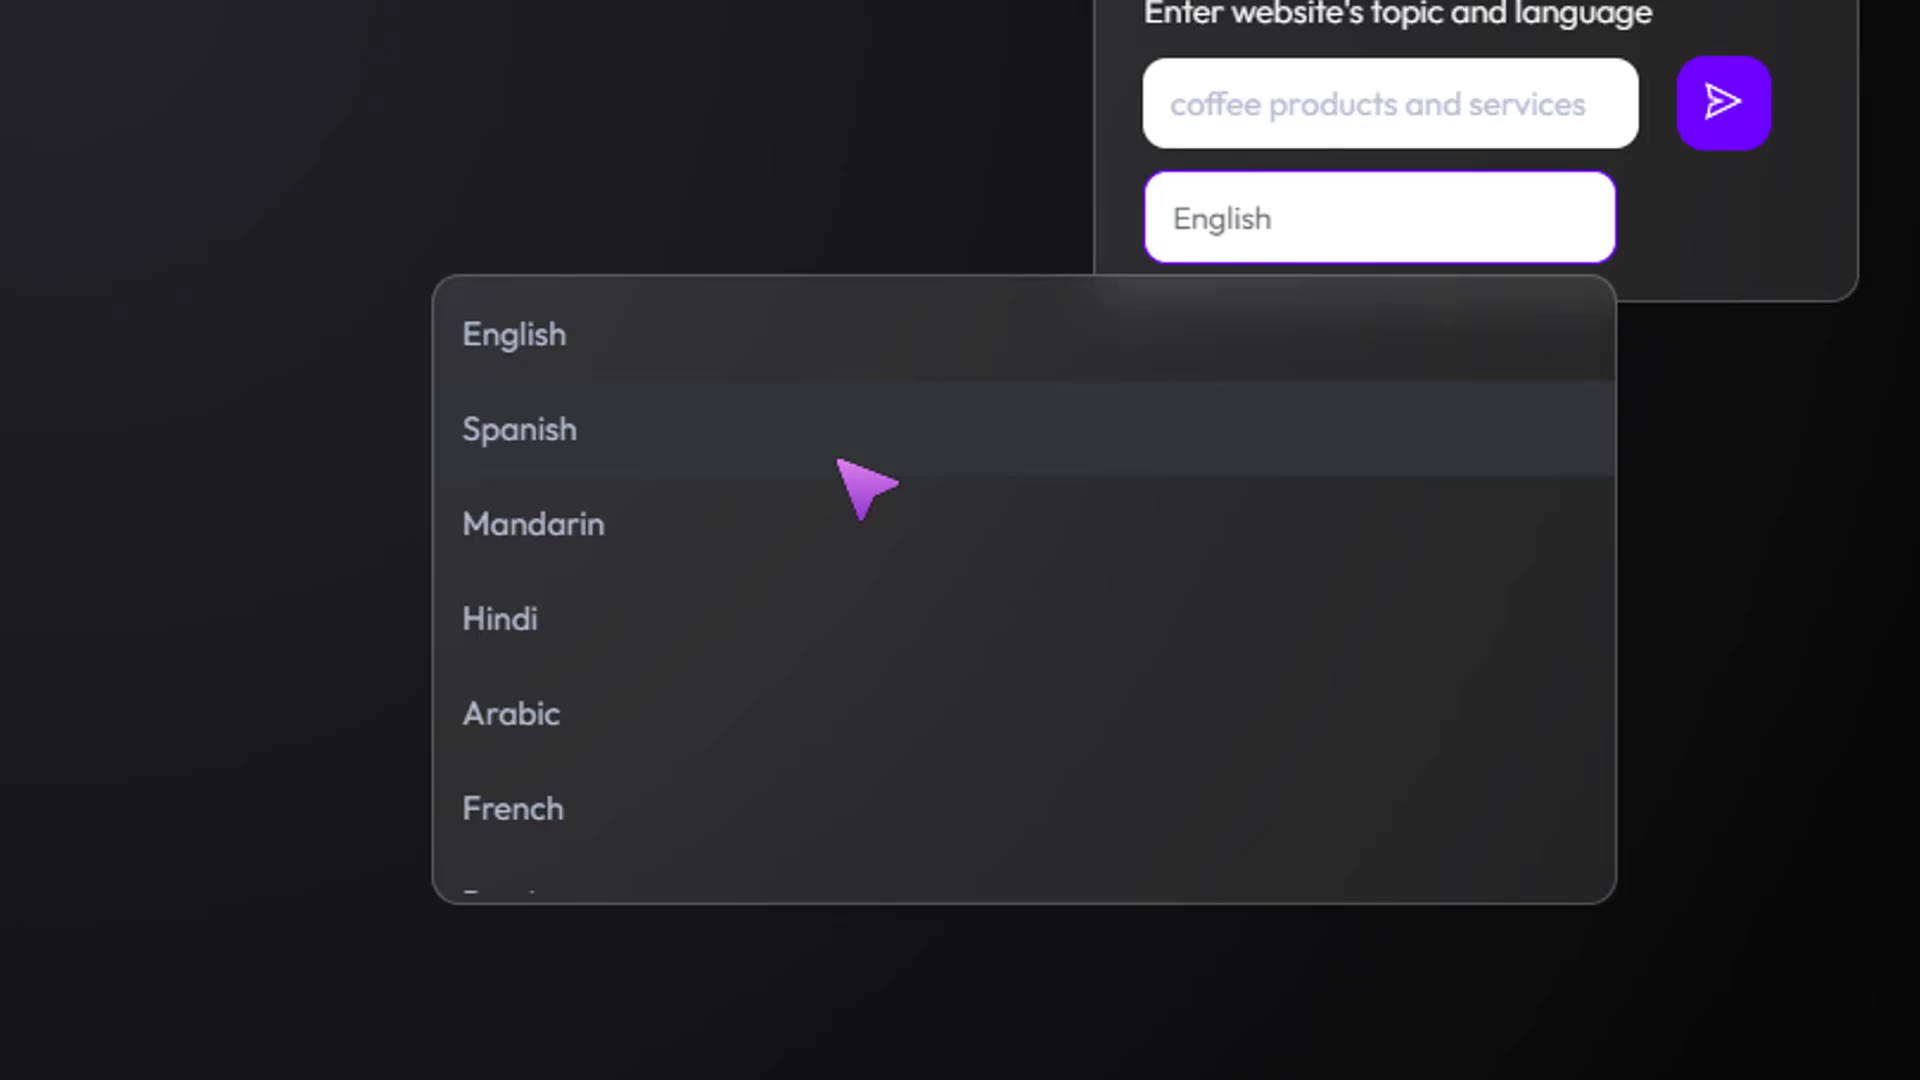 Enter website's topic and language
coffee products and services
English
English
Spanish
Mandarin
Hindi
Arabic
French